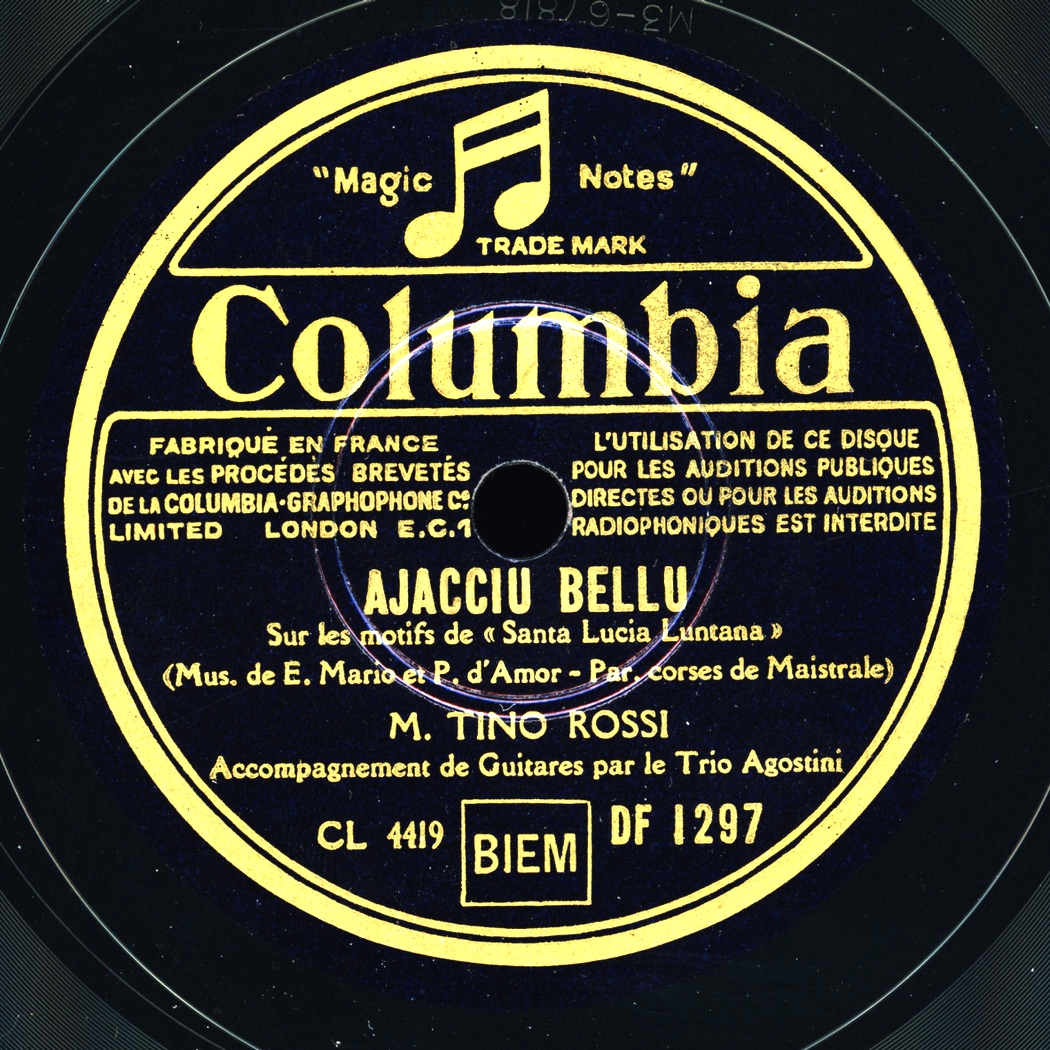 M3-67818
"Magic Notes"
TRADE MARK
Columbia
FABRIQUÉ EN FRANCE
AVEC LES PROCÉDÉS BREVETÉS
DE LA COLUMBIA-GRAPHOPHONE Cº
LIMITED LONDON E.C.1
L'UTILISATION DE CE DISQUE
POUR LES AUDITIONS PUBLIQUES
DIRECTES OU POUR LES AUDITIONS
RADIOPHONIQUES EST INTERDITE
AJACCIU BELLU
Sur les motifs de « Santa Lucia Luntana »
(Mus. de E. Mario et P. d'Amor - Par. corses de Maistrale)
M. TINO ROSSI
Accompagnement de Guitares par le Trio Agostini
CL 4419 BIEM DF 1297